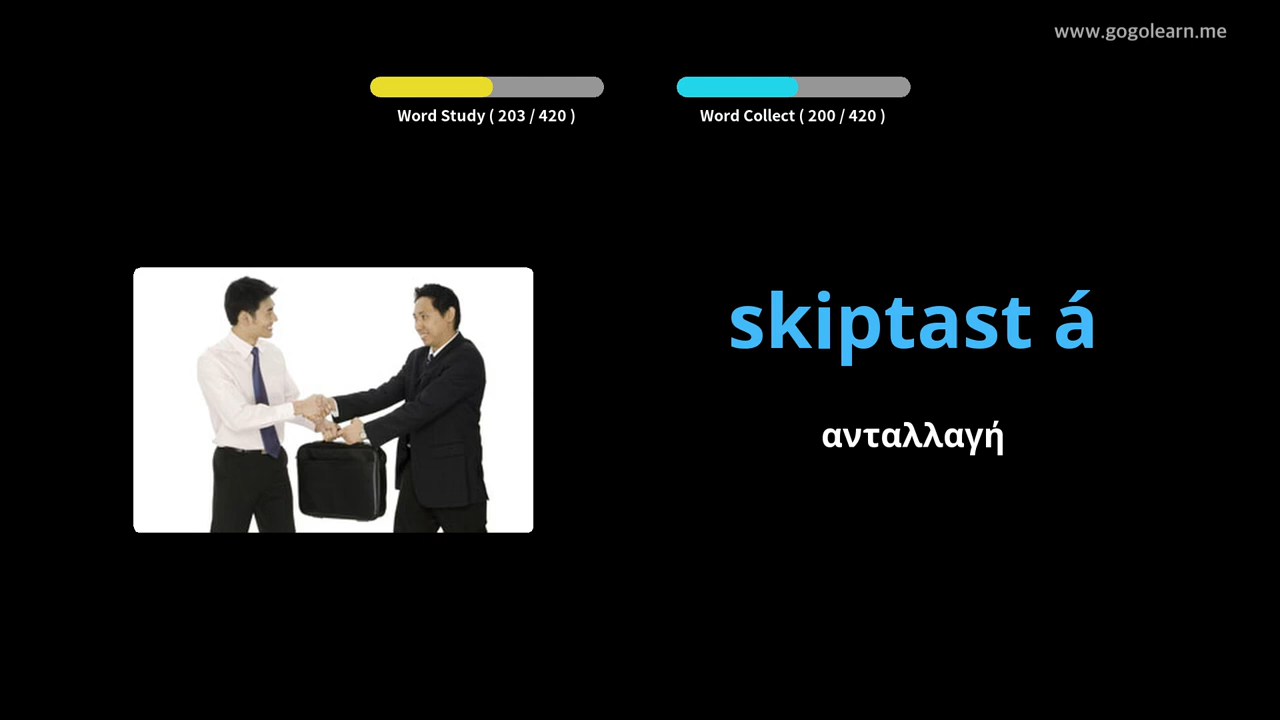 www.gogolearn.me
Word Study ( 203 / 420 )
Word Collect ( 200 / 420 )
skiptast á
ανταλλαγή